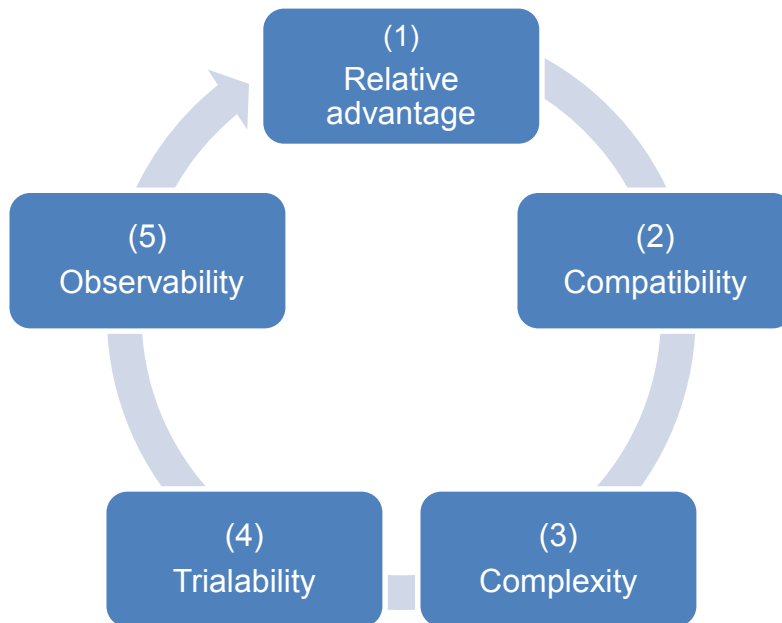 (1)
Relative
advantage
(2)
Compatibility
(3)
Complexity
(4)
Trialability
(5)
Observability